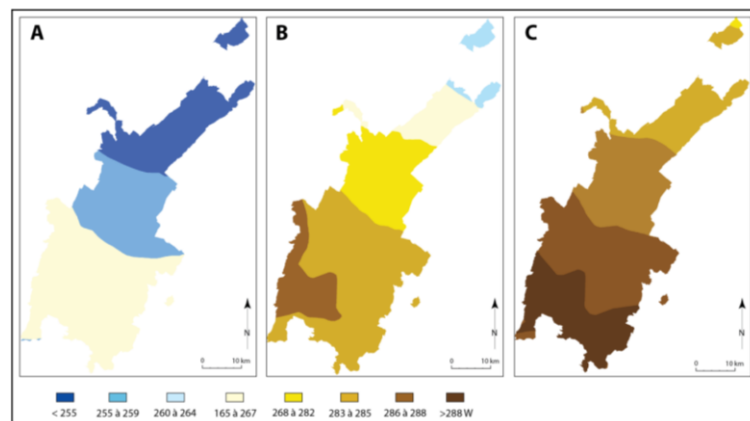 A B C
N N N
0 10 km 0 10 km 0 10 km
< 255 255 à 259 260 à 264 165 à 267 268 à 282 283 à 285 286 à 288 >288 W